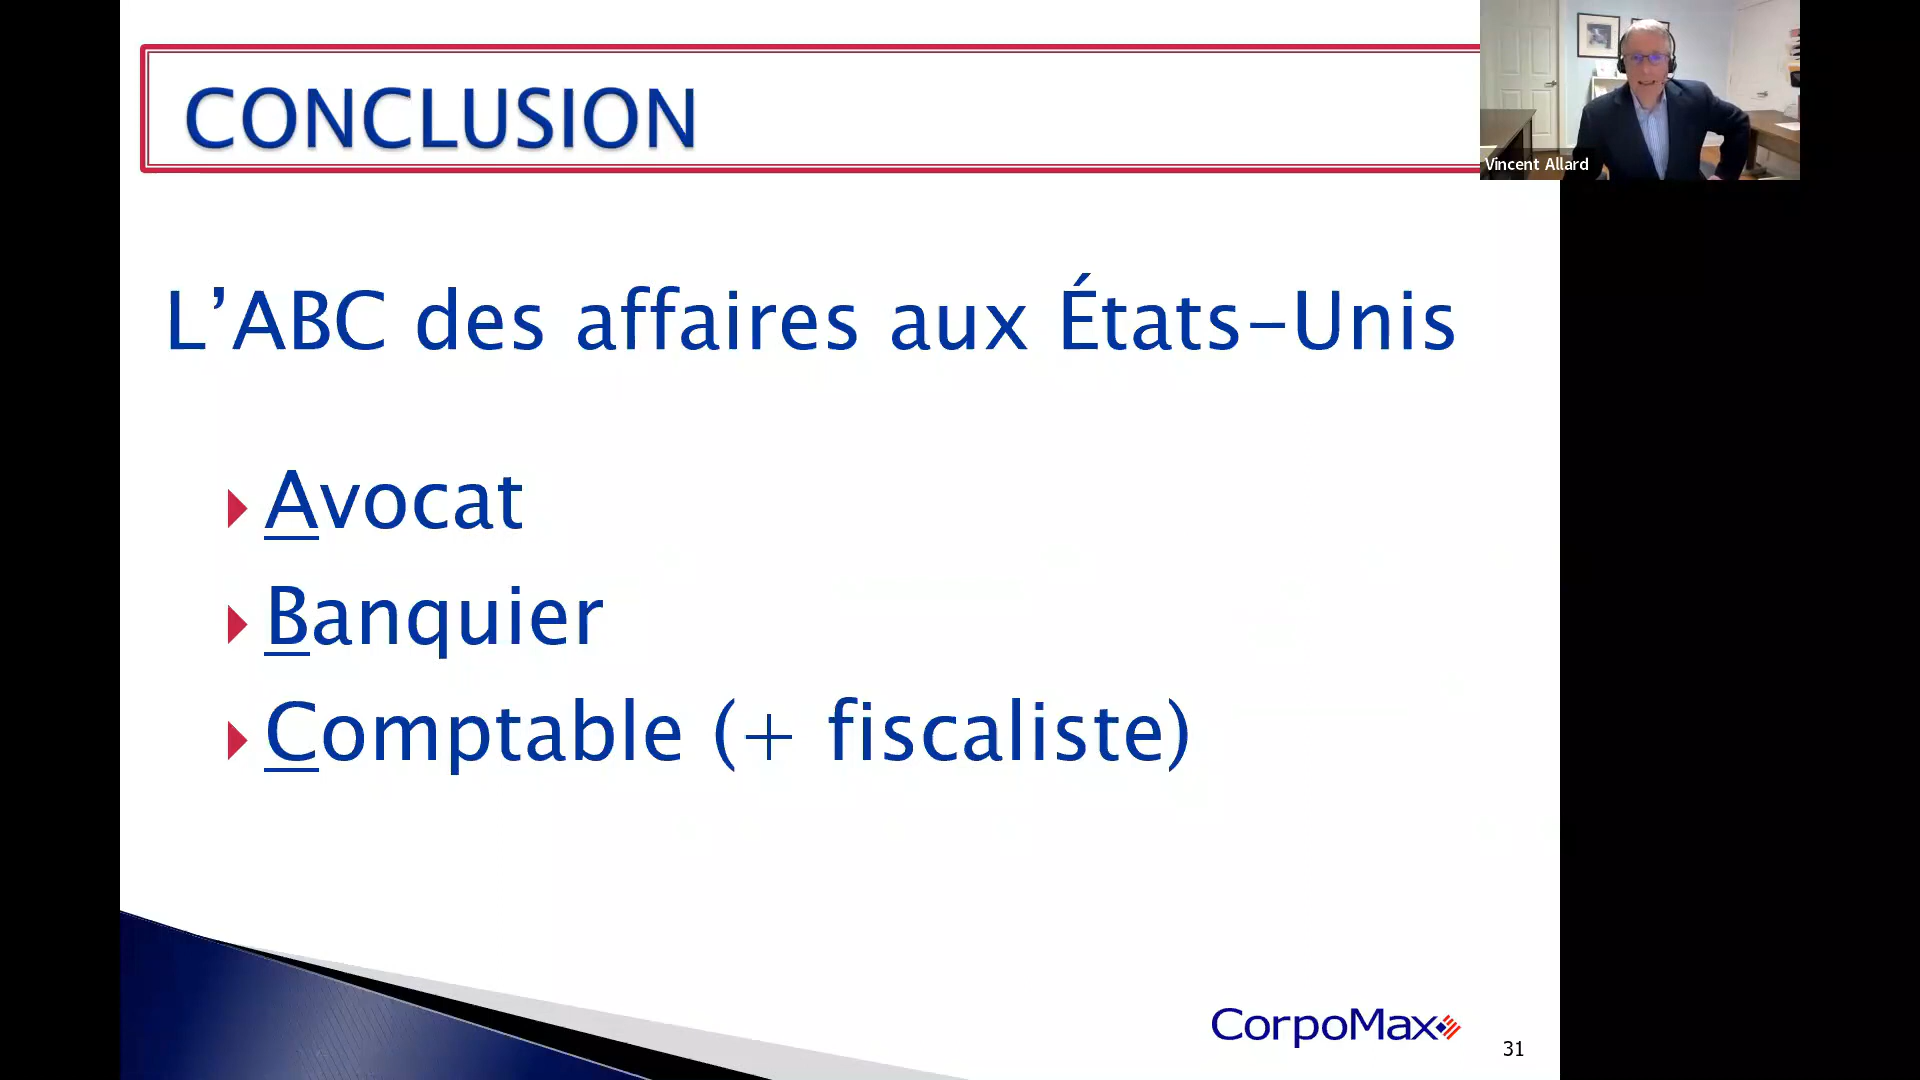 CONCLUSION
Vincent Allard
L’ABC des affaires aux États-Unis
Avocat
Banquier
Comptable (+ fiscaliste)
CorpoMax
31